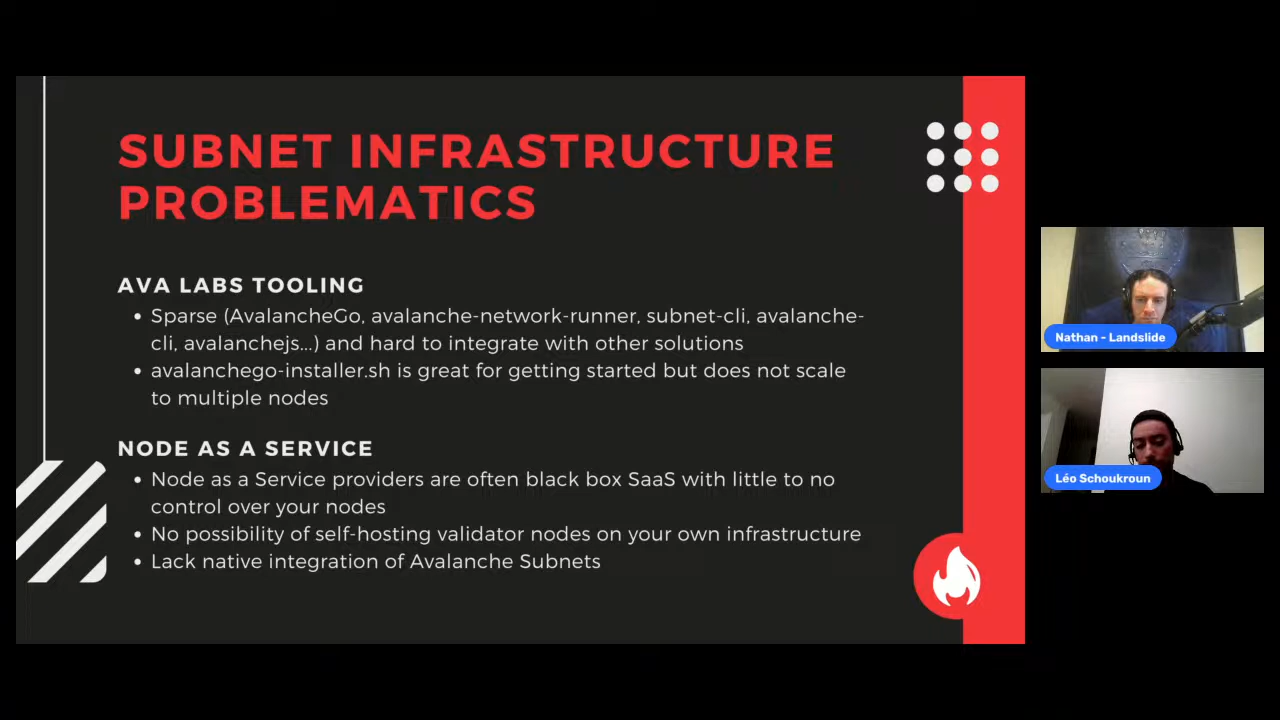 SUBNET INFRASTRUCTURE
PROBLEMATICS
AVA LABS TOOLING
• Sparse (AvalancheGo, avalanche-network-runner, subnet-cli, avalanche-
cli, avalanchejs...) and hard to integrate with other solutions
• avalanchego-installer.sh is great for getting started but does not scale
to multiple nodes
NODE AS A SERVICE
• Node as a Service providers are often black box SaaS with little to no
control over your nodes
• No possibility of self-hosting validator nodes on your own infrastructure
• Lack native integration of Avalanche Subnets
Nathan - Landslide
Léo Schoukroun